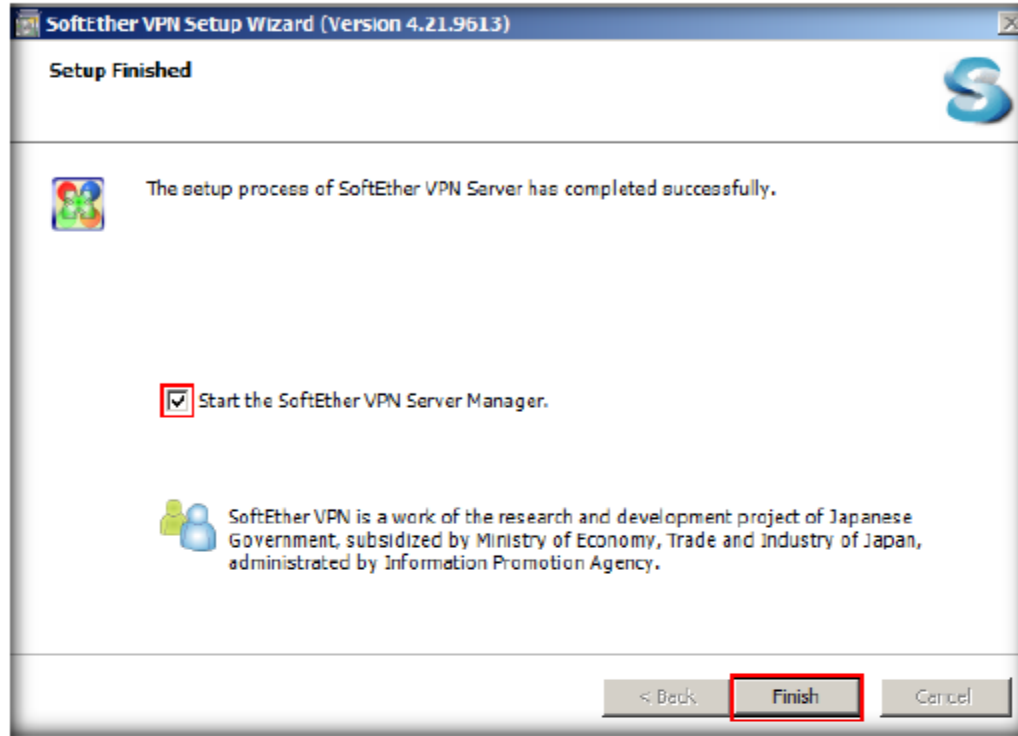 SoftEther VPN Setup Wizard (Version 4.21.9613)
Setup Finished
The setup process of SoftEther VPN Server has completed successfully.
Start the SoftEther VPN Server Manager.
SoftEther VPN is a work of the research and development project of Japanese
Government, subsidized by Ministry of Economy, Trade and Industry of Japan,
administrated by Information Promotion Agency.
< Back
Finish
Cancel